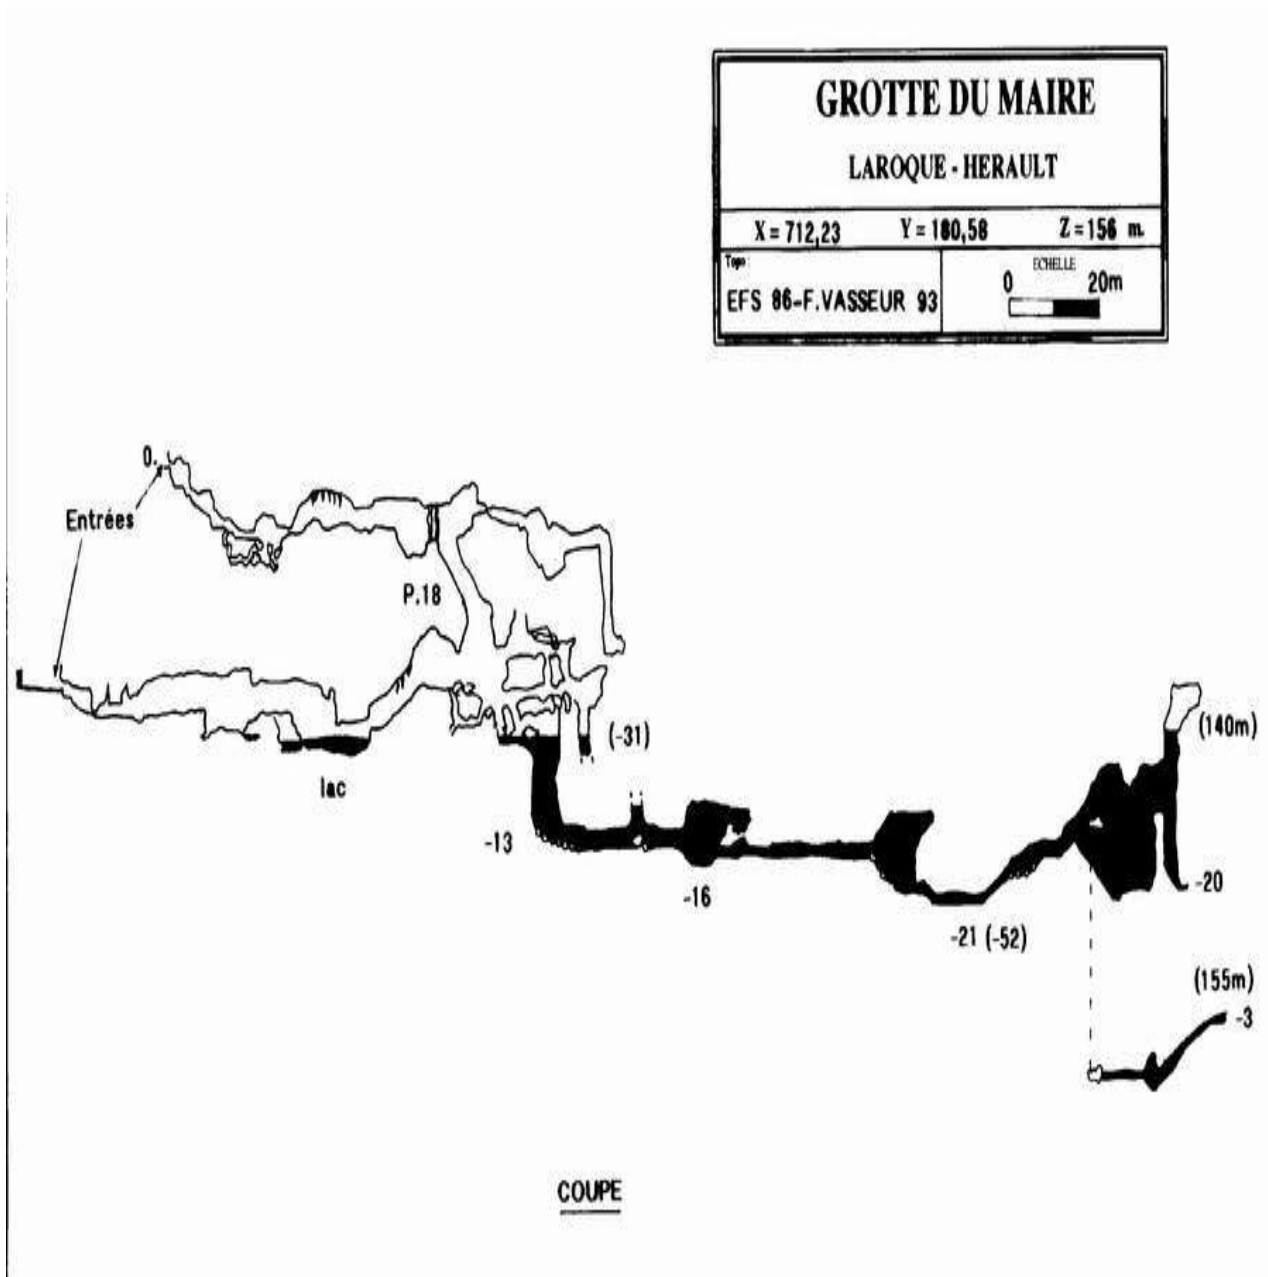 GROTTE DU MAIRE
LAROQUE - HERAULT
X = 712,23 Y = 180,58 Z = 156 m.
Topo:
EFS 86-F.VASSEUR 93
ECHELLE
0 20m
0.
Entrées
P.18
(-31)
lac
(140m)
-13
-16
-20
-21 (-52)
(155m)
-3
COUPE